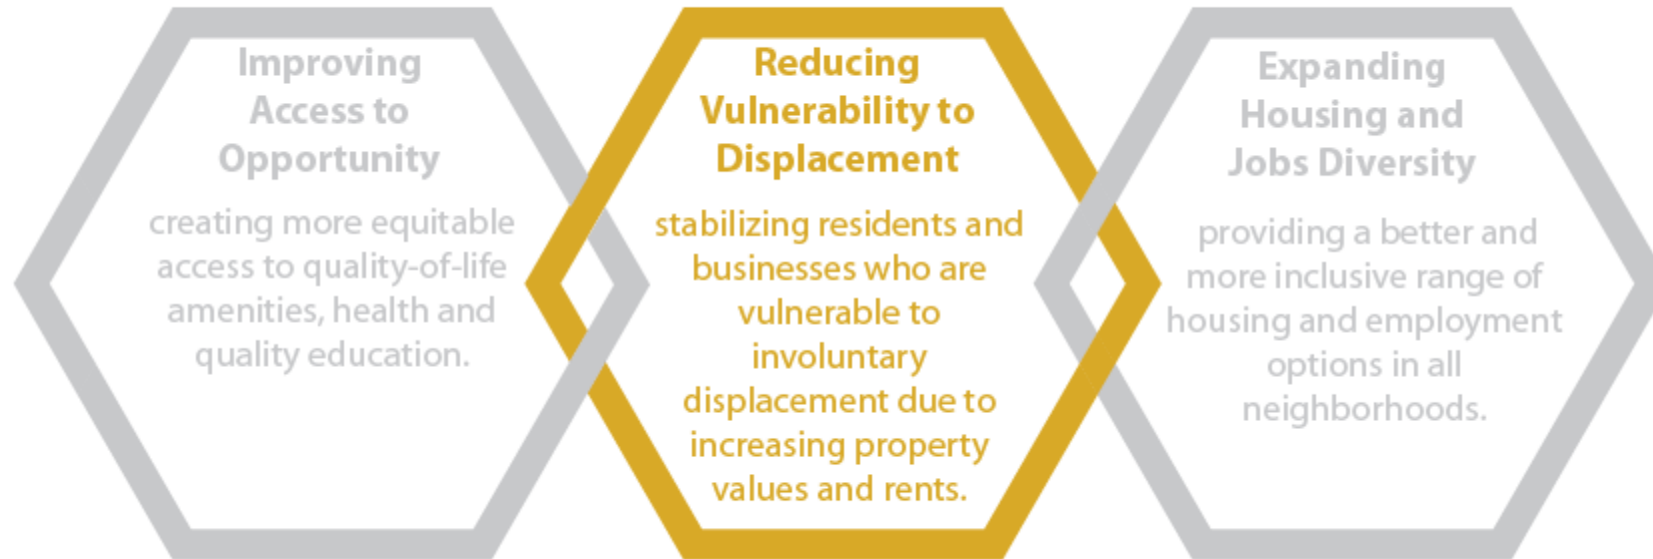 Improving
Access to
Opportunity
creating more equitable
access to quality-of-life
amenities, health and
quality education.
Reducing
Vulnerability to
Displacement
stabilizing residents and
businesses who are
vulnerable to
involuntary
displacement due to
increasing property
values and rents.
Expanding
Housing and
Jobs Diversity
providing a better and
more inclusive range of
housing and employment
options in all
neighborhoods.